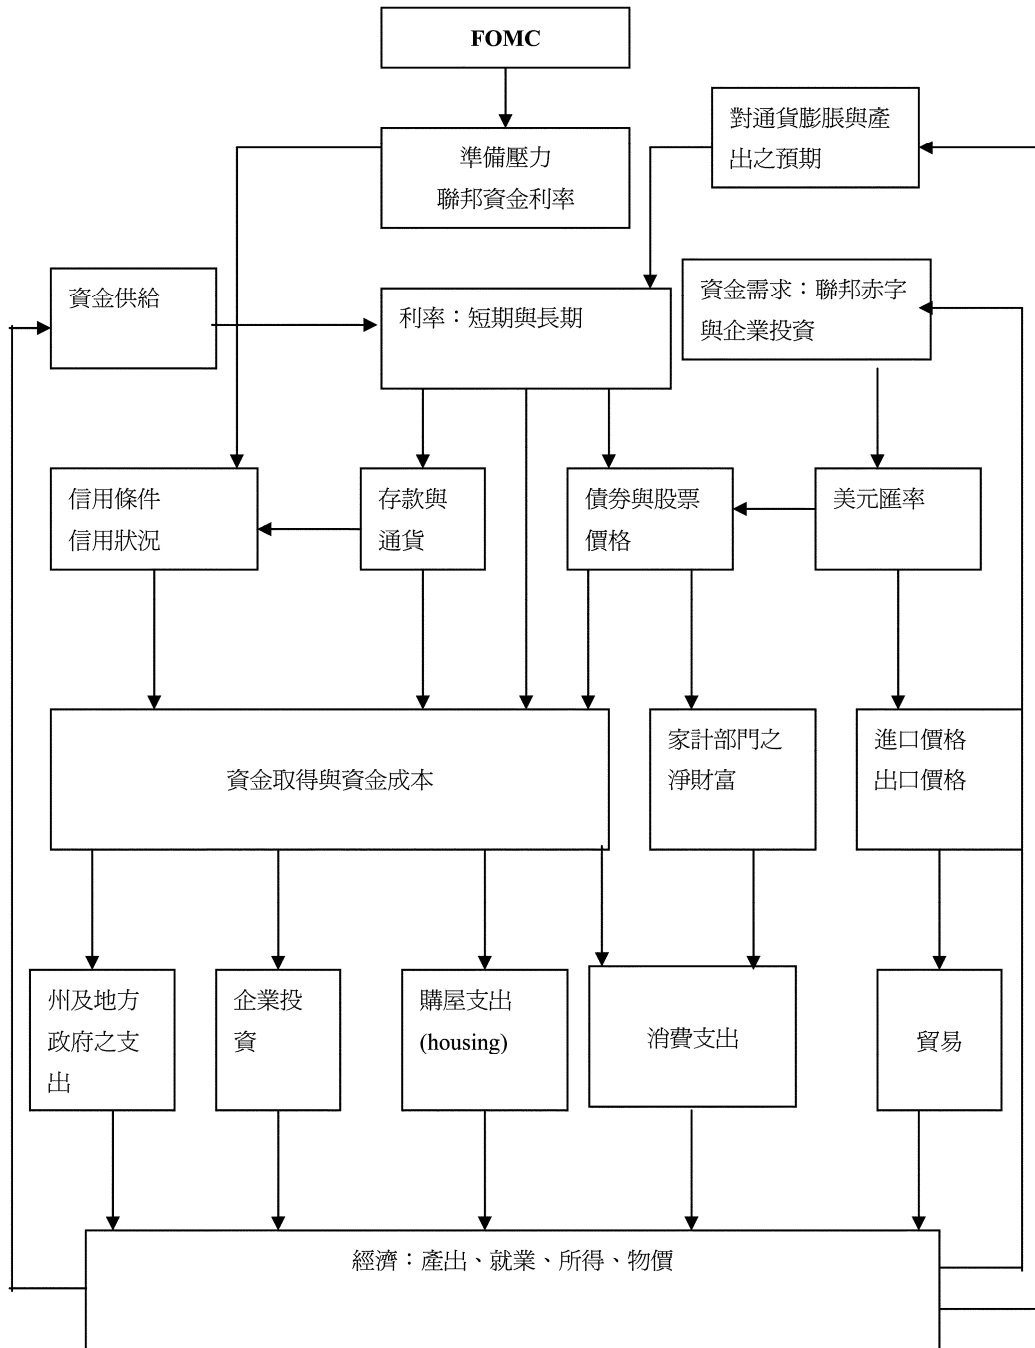 FOMC
對通貨膨脹與產
出之預期
準備壓力
聯邦資金利率
資金供給
利率：短期與長期
資金需求：聯邦赤字
與企業投資
信用條件
信用狀況
存款與
通貨
債券與股票
價格
美元匯率
資金取得與資金成本
家計部門之
淨財富
進口價格
出口價格
州及地方
政府之支
出
企業投
資
購屋支出
(housing)
消費支出
貿易
經濟：產出、就業、所得、物價